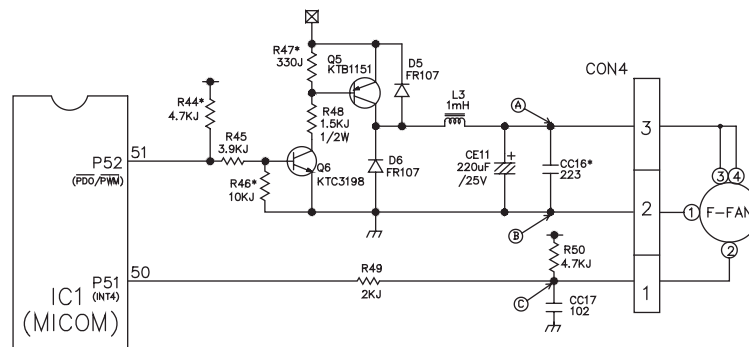 R47*
330J
Q5
KTB1151
D5
FR107
CON4
R44*
4.7KJ
R48
1.5KJ
1/2W
L3
1mH
A
3
51
P52
(PDO/PWM)
R45
3.9KJ
R46*
10KJ
Q6
KTC3198
D6
FR107
CE11
220uF
/25V
+
CC16*
223
3
4
1
F-FAN
2
B
2
50
P51
(INT4)
R49
2KJ
R50
4.7KJ
C
CC17
102
1
IC1
(MICOM)